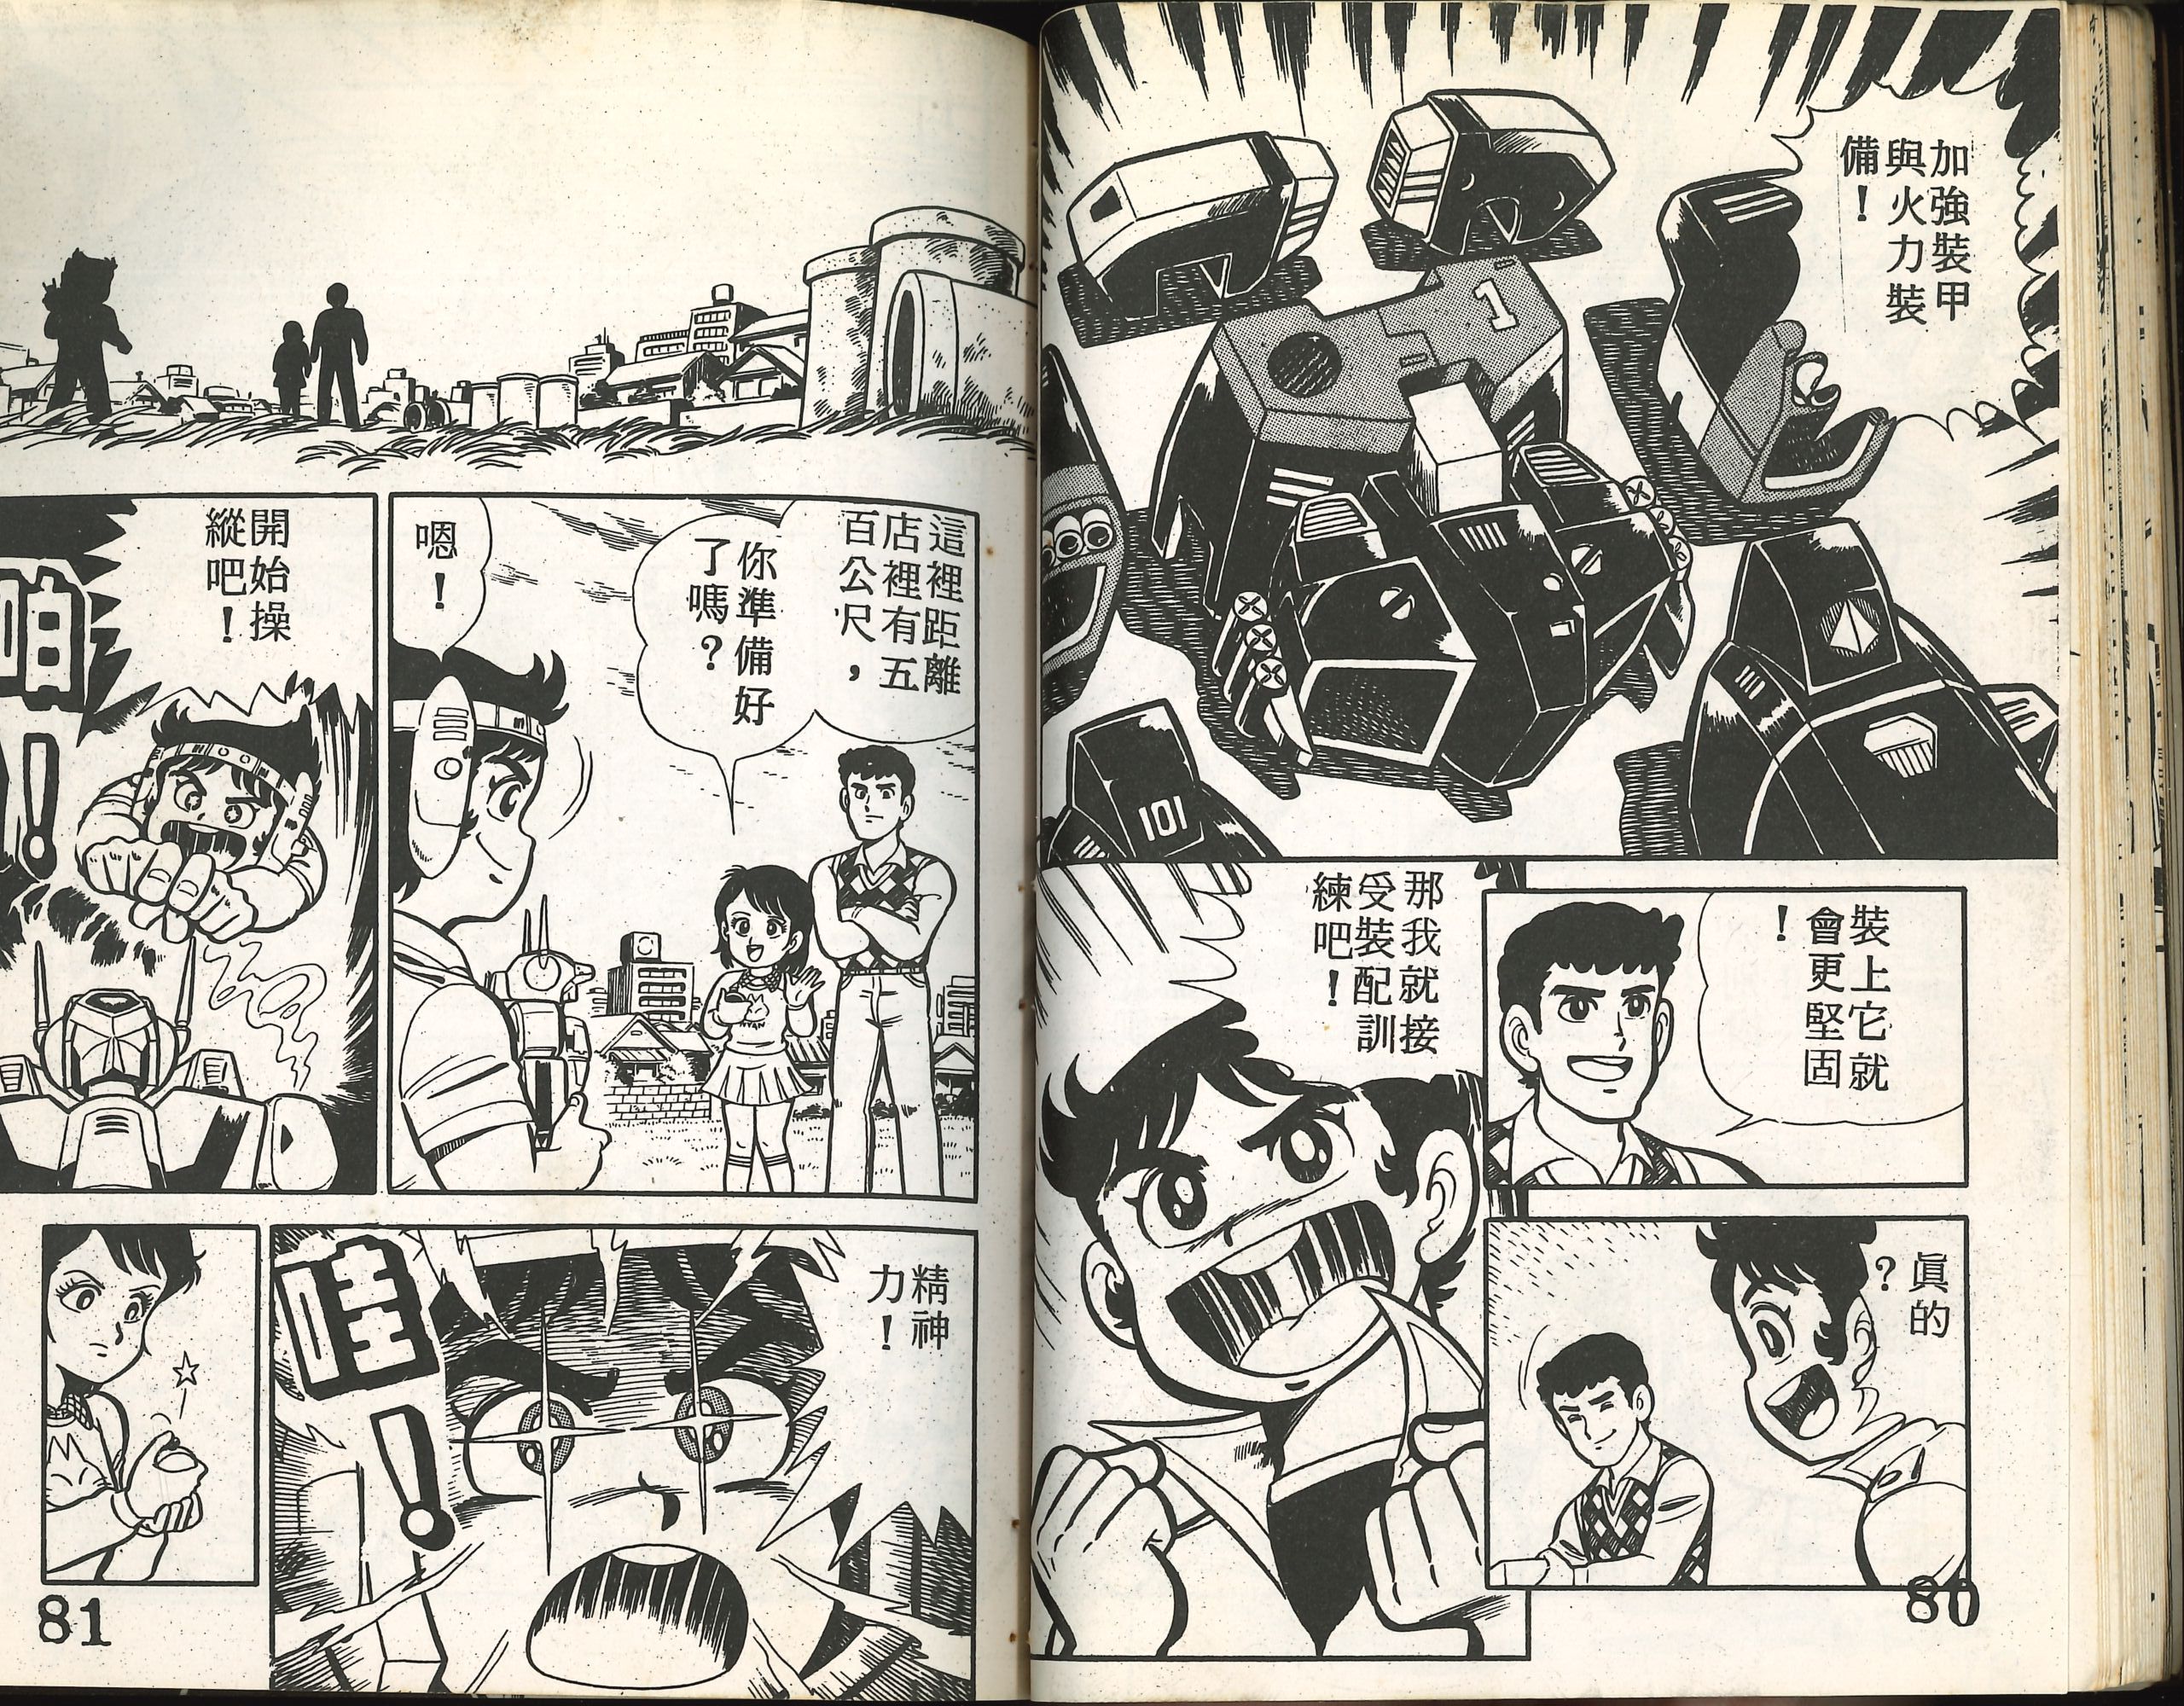 加強裝甲
與火力裝
備！
1
101
裝上它就
會更堅固
！
眞的
？
那我就接
受裝配訓
練吧！
80
這裡距離
店裡有五
百公尺，
你準備好
了嗎？
嗯！
NYAN
開始操
縱吧！
啪！
精神
力！
哇！
81